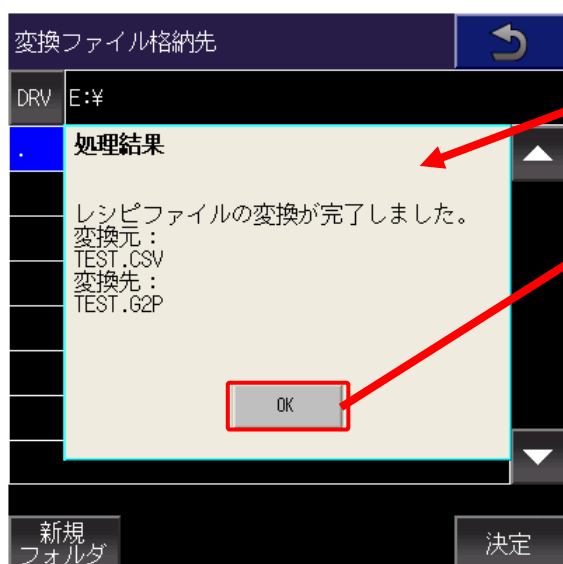 変換ファイル格納先
DRV E:¥
.
処理結果
レシピファイルの変換が完了しました。
変換元：
TEST.CSV
変換先：
TEST.G2P
OK
新規
フォルダ
決定